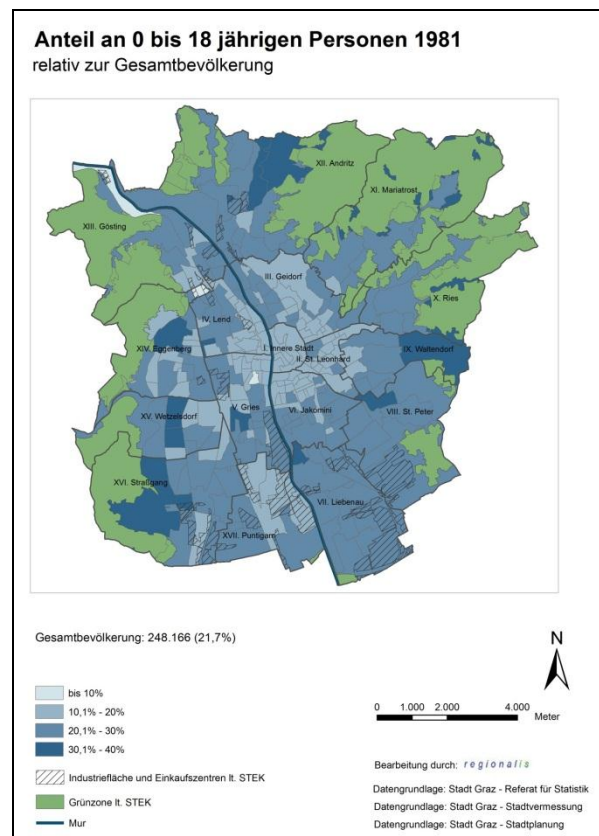 Anteil an 0 bis 18 jährigen Personen 1981
relativ zur Gesamtbevölkerung
XII. Andritz
XI. Mariatrost
XIII. Gösting
III. Geidorf
X. Ries
IV. Lend
I. Innere Stadt
XIV. Eggenberg
II. St. Leonhard
IX. Waltendorf
XV. Wetzelsdorf
V. Gries
VI. Jakomini
VIII. St. Peter
XVI. Straßgang
VII. Liebenau
XVII. Puntigam
Gesamtbevölkerung: 248.166 (21,7%)
N
bis 10%
10,1% - 20%
20,1% - 30%
30,1% - 40%
0 1.000 2.000 4.000
Meter
Industriefläche und Einkaufszentren lt. STEK
Grünzone lt. STEK
Mur
Bearbeitung durch: regionalis
Datengrundlage: Stadt Graz - Referat für Statistik
Datengrundlage: Stadt Graz - Stadtvermessung
Datengrundlage: Stadt Graz - Stadtplanung